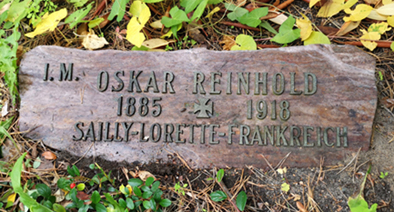 I.M. OSKAR REINHOLD
1885 ✠ 1918
SAILLY-LORETTE-FRANKREICH